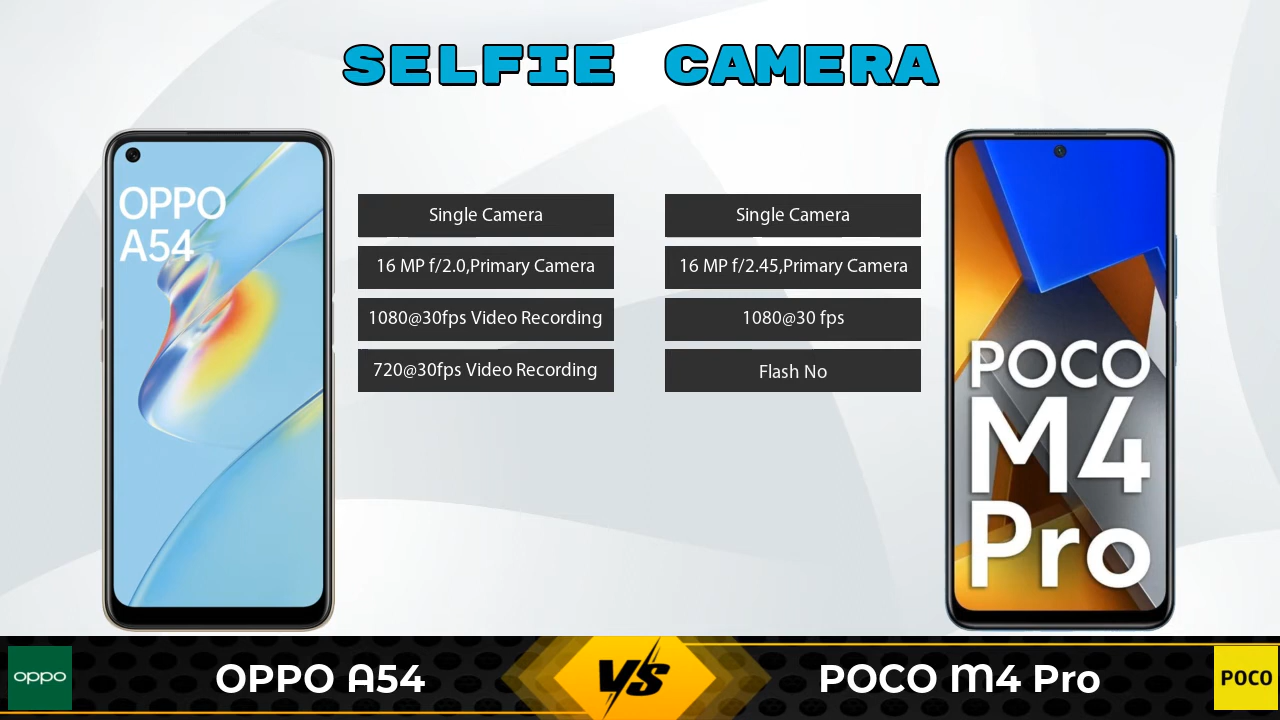 SELFIE CAMERA
OPPO
A54
Single Camera
16 MP f/2.0,Primary Camera
1080@30fps Video Recording
720@30fps Video Recording
Single Camera
16 MP f/2.45,Primary Camera
1080@30 fps
Flash No
POCO
M4
Pro
oppo
OPPO A54
VS
POCO M4 Pro
POCO